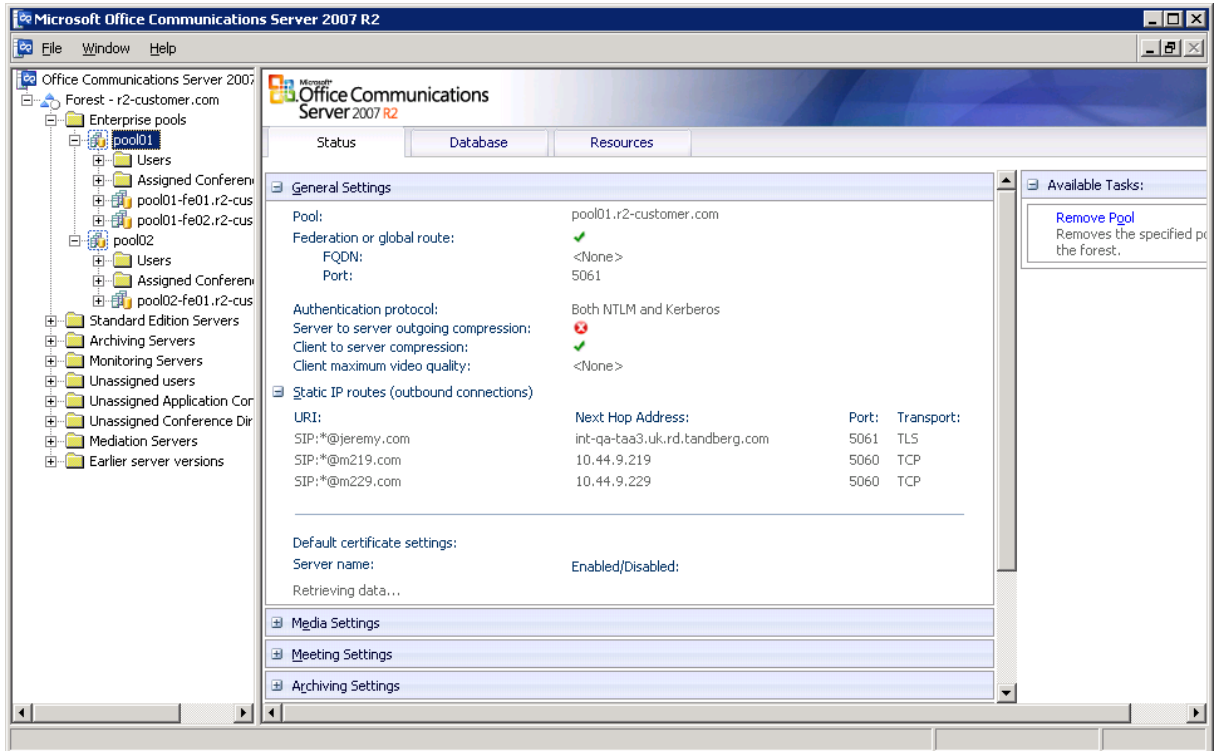 Microsoft Office Communications Server 2007 R2
File Window Help
Office Communications Server 2007
Forest - r2-customer.com
Enterprise pools
pool01
Users
Assigned Conferen
pool01-fe01.r2-cus
pool01-fe02.r2-cus
pool02
Users
Assigned Conferen
pool02-fe01.r2-cus
Standard Edition Servers
Archiving Servers
Monitoring Servers
Unassigned users
Unassigned Application Cor
Unassigned Conference Dir
Mediation Servers
Earlier server versions
Microsoft
Office Communications
Server 2007 R2
Status Database Resources
General Settings
Pool: pool01.r2-customer.com
Federation or global route:
FQDN: <None>
Port: 5061
Authentication protocol: Both NTLM and Kerberos
Server to server outgoing compression:
Client to server compression:
Client maximum video quality: <None>
Static IP routes (outbound connections)
URI: Next Hop Address: Port: Transport:
SIP:*@jeremy.com int-qa-taa3.uk.rd.tandberg.com 5061 TLS
SIP:*@m219.com 10.44.9.219 5060 TCP
SIP:*@m229.com 10.44.9.229 5060 TCP
Default certificate settings:
Server name: Enabled/Disabled:
Retrieving data...
Media Settings
Meeting Settings
Archiving Settings
Available Tasks:
Remove Pool
Removes the specified po
the forest.